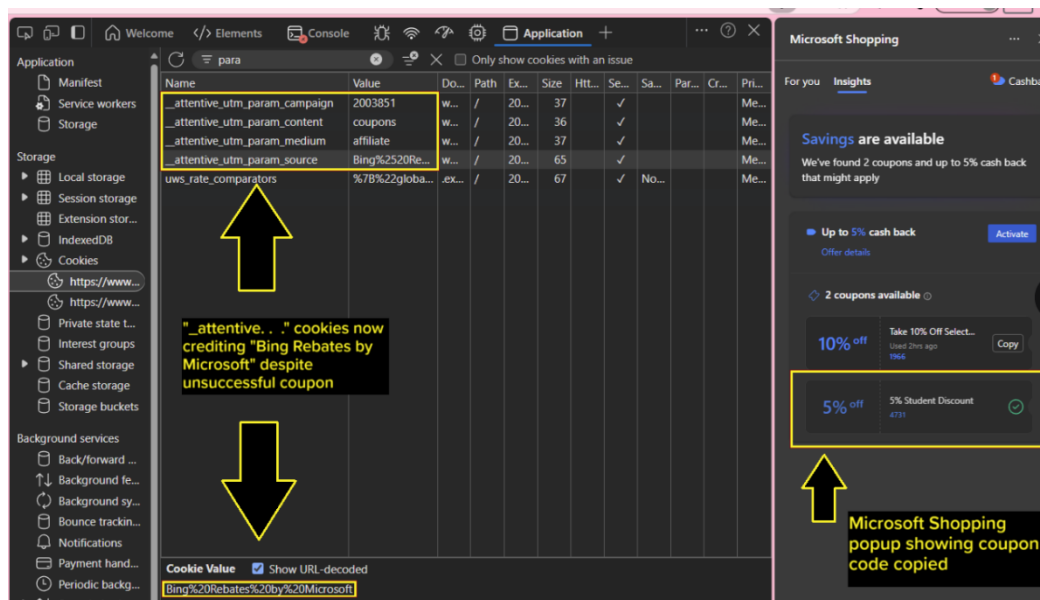 Welcome
</> Elements
Console
Application
Application
Manifest
Service workers
Storage
Storage
Local storage
Session storage
Extension stor...
IndexedDB
Cookies
https://www...
https://www...
Private state t...
Interest groups
Shared storage
Cache storage
Storage buckets
Background services
Back/forward ...
Background fe...
Background sy...
Bounce trackin...
Notifications
Payment hand...
Periodic backg...
para
Only show cookies with an issue
Name Value Do... Path Ex... Size Htt... Se... Sa... Par... Cr... Pri...
__attentive_utm_param_campaign 2003851 w... / 20... 37 ✓ Me...
__attentive_utm_param_content coupons w... / 20... 36 ✓ Me...
__attentive_utm_param_medium affiliate w... / 20... 37 ✓ Me...
__attentive_utm_param_source Bing%2520Re... w... / 20... 65 ✓ Me...
uws_rate_comparators %7B%22globa... .ex... / 20... 67 ✓ No... Me...
"_attentive. . ." cookies now
crediting "Bing Rebates by
Microsoft" despite
unsuccessful coupon
Cookie Value Show URL-decoded
Bing%20Rebates%20by%20Microsoft
Microsoft Shopping
For you Insights 1 Cashba
Savings are available
We've found 2 coupons and up to 5% cash back
that might apply
Up to 5% cash back
Activate
Offer details
2 coupons available
10% off
Take 10% Off Select...
Used 2hrs ago
1966
Copy
5% off
5% Student Discount
4731
Microsoft Shopping
popup showing coupon
code copied